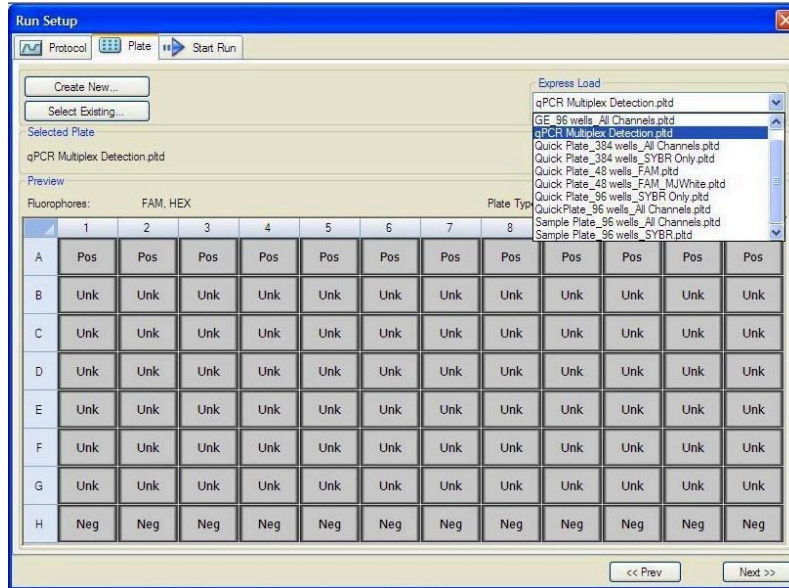 Run Setup
Protocol Plate Start Run
Create New...
Select Existing...
Express Load
qPCR Multiplex Detection.pltd
GE_96 wells_All Channels.pltd
qPCR Multiplex Detection.pltd
Quick Plate_384 wells_All Channels.pltd
Quick Plate_384 wells_SYBR Only.pltd
Quick Plate_48 wells_FAM.pltd
Quick Plate_48 wells_FAM_MJWhite.pltd
Quick Plate_96 wells_SYBR Only.pltd
QuickPlate_96 wells_All Channels.pltd
Sample Plate_96 wells_All Channels.pltd
Sample Plate_96 wells_SYBR.pltd
Selected Plate
qPCR Multiplex Detection.pltd
Preview
Fluorophores: FAM, HEX Plate Type
1 2 3 4 5 6 7 8
A Pos Pos Pos Pos Pos Pos Pos Pos Pos Pos Pos Pos
B Unk Unk Unk Unk Unk Unk Unk Unk Unk Unk Unk Unk
C Unk Unk Unk Unk Unk Unk Unk Unk Unk Unk Unk Unk
D Unk Unk Unk Unk Unk Unk Unk Unk Unk Unk Unk Unk
E Unk Unk Unk Unk Unk Unk Unk Unk Unk Unk Unk Unk
F Unk Unk Unk Unk Unk Unk Unk Unk Unk Unk Unk Unk
G Unk Unk Unk Unk Unk Unk Unk Unk Unk Unk Unk Unk
H Neg Neg Neg Neg Neg Neg Neg Neg Neg Neg Neg Neg
<< Prev Next >>